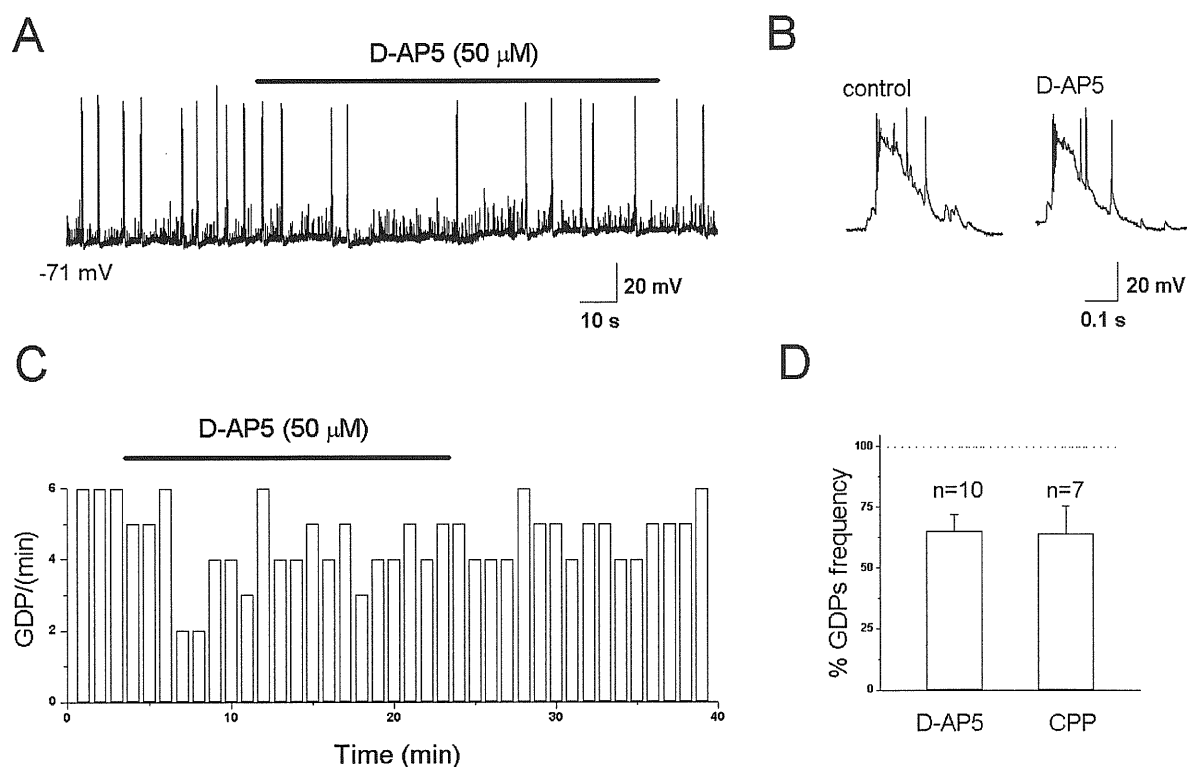 A
D-AP5 (50 μM)
-71 mV
20 mV
10 s
B
control
D-AP5
20 mV
0.1 s
C
D-AP5 (50 μM)
GDP/(min)
6
4
2
0
0
10
20
30
40
Time (min)
D
% GDPs frequency
100
75
50
25
0
n=10
n=7
D-AP5
CPP